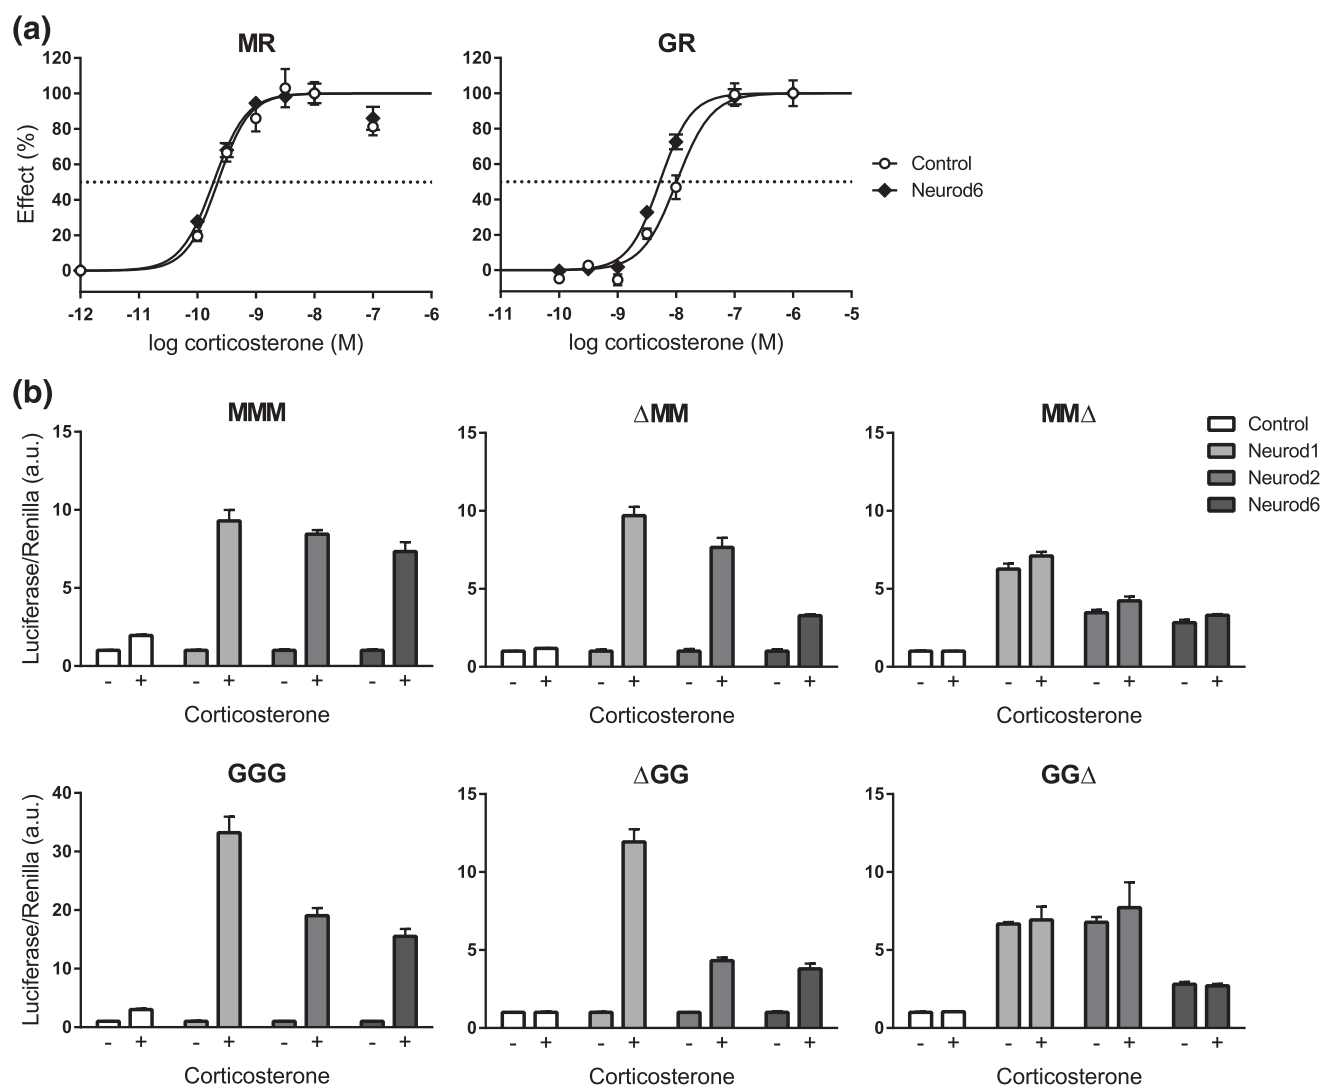 (a)
MR
GR
120
100
80
60
40
20
0
Effect (%)
-12 -11 -10 -9 -8 -7 -6
log corticosterone (M)
120
100
80
60
40
20
0
-11 -10 -9 -8 -7 -6 -5
log corticosterone (M)
Control
Neurod6
(b)
MMM
15
10
5
0
Luciferase/Renilla (a.u.)
- + - + - + - +
Corticosterone
ΔMM
15
10
5
0
- + - + - + - +
Corticosterone
MMΔ
15
10
5
0
- + - + - + - +
Corticosterone
Control
Neurod1
Neurod2
Neurod6
GGG
40
30
20
10
0
Luciferase/Renilla (a.u.)
- + - + - + - +
Corticosterone
ΔGG
15
10
5
0
- + - + - + - +
Corticosterone
GGΔ
15
10
5
0
- + - + - + - +
Corticosterone